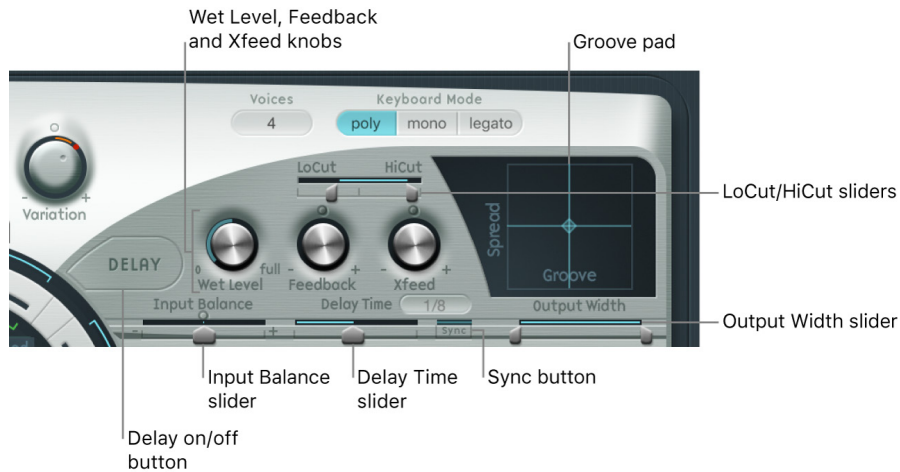 Wet Level, Feedback
and Xfeed knobs
Groove pad
Voices
Keyboard Mode
4
poly
mono
legato
LoCut
HiCut
LoCut/HiCut sliders
-
+
Variation
Spread
DELAY
0
full
-
+
-
+
Groove
Wet Level
Feedback
Xfeed
Input Balance
Delay Time
1/8
Output Width
-
+
Sync
Output Width slider
Input Balance
slider
Delay Time
slider
Sync button
Delay on/off
button